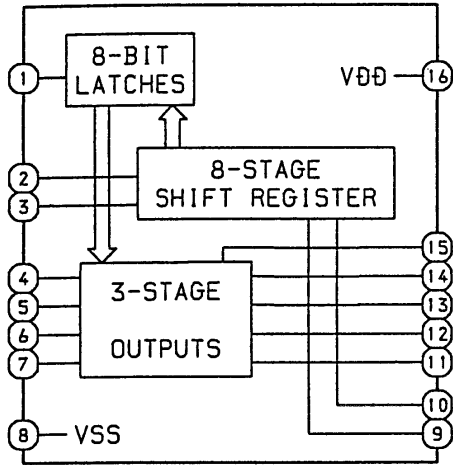 8-BIT
LATCHES
1
VDD
16
8-STAGE
SHIFT REGISTER
2
3
15
4
3-STAGE
14
5
13
6
OUTPUTS
12
7
11
10
8
VSS
9